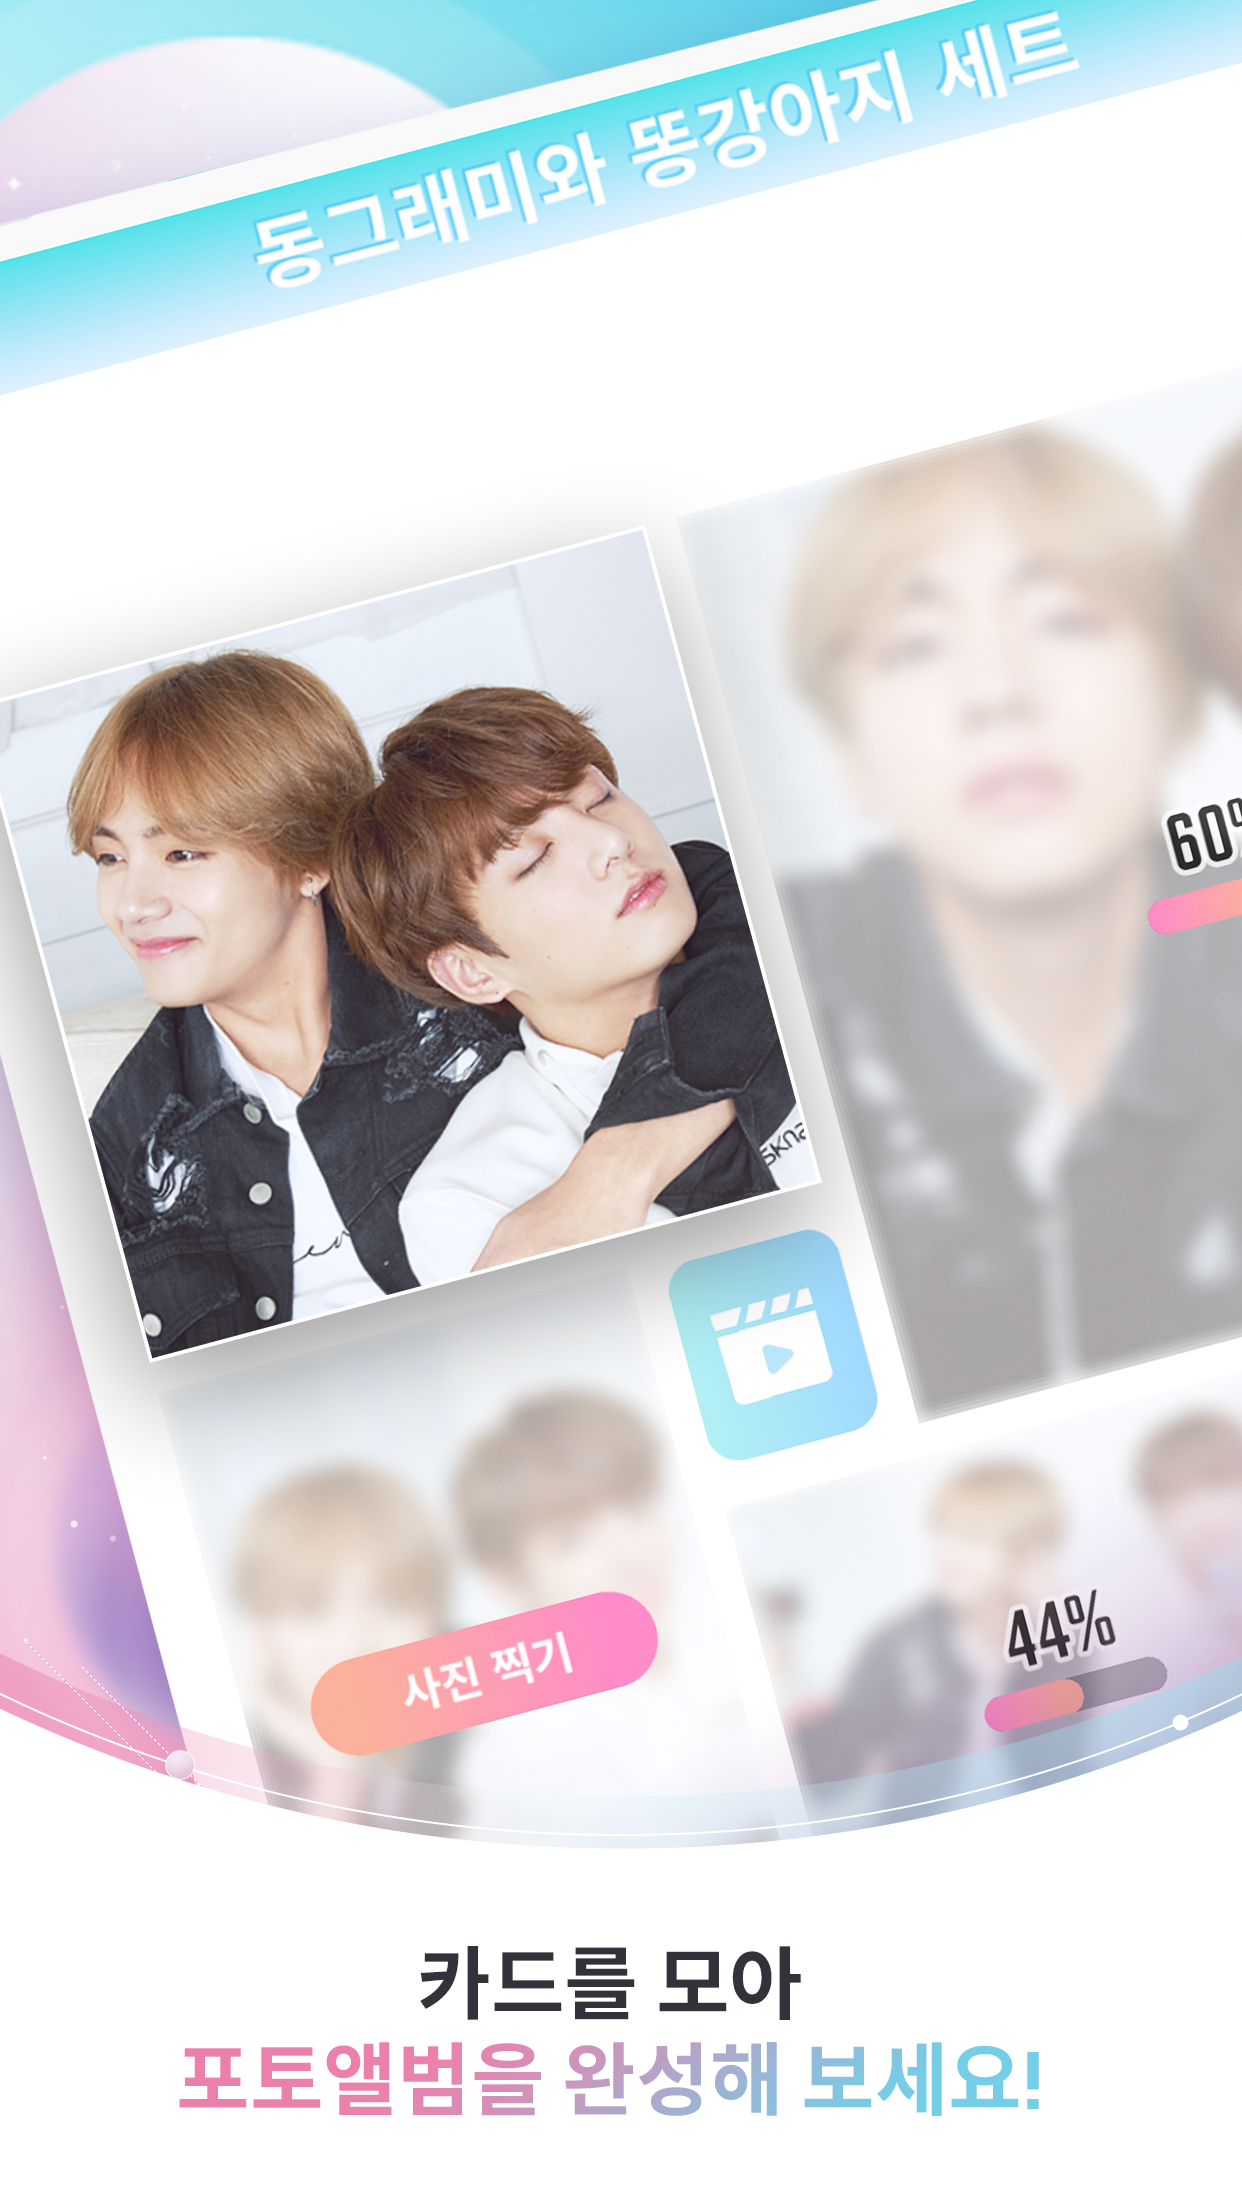 동그래미와 똥강아지 세트
60%
사진 찍기
44%
카드를 모아
포토앨범을 완성해 보세요!